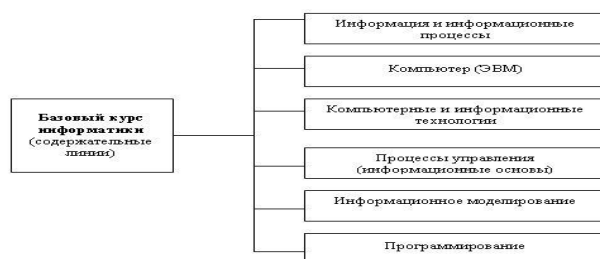 Базовый курс
информатики
(содержательные
линии)
Информация и информационные
процессы
Компьютер (ЭВМ)
Компьютерные и информационные
технологии
Процессы управления
(информационные основы)
Информационное моделирование
Программирование